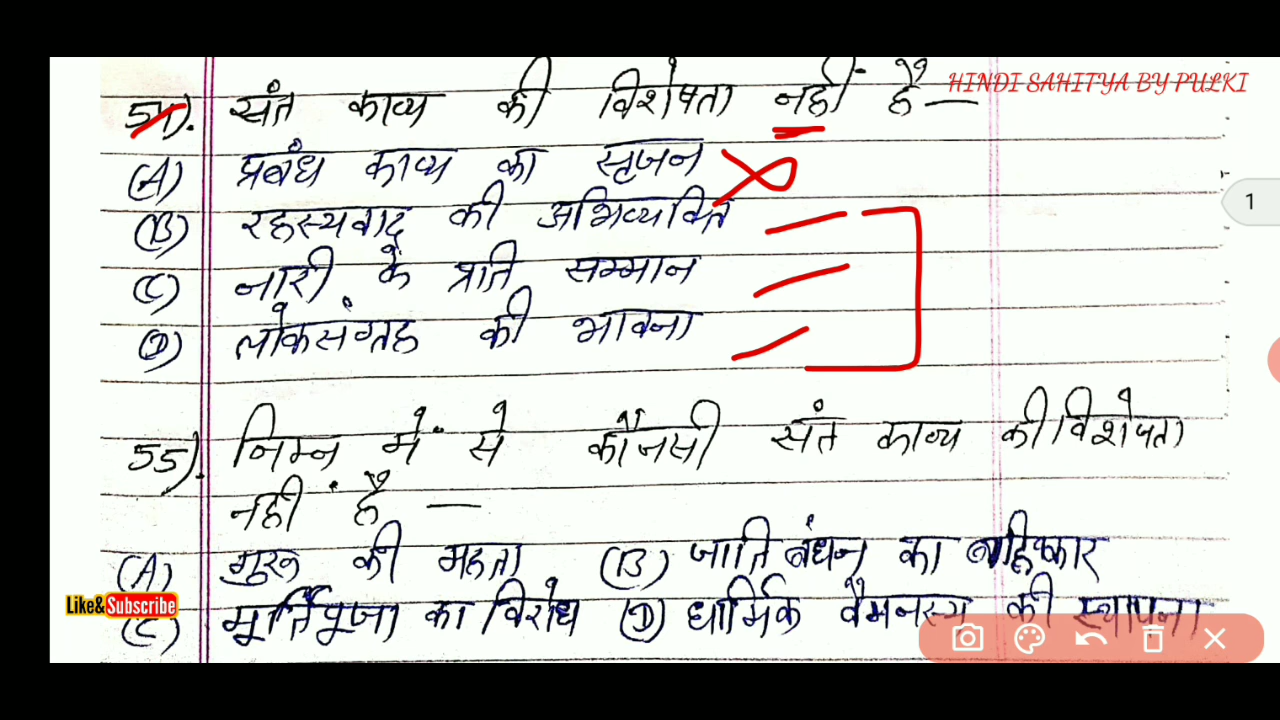 HINDI SAHITYA BY PULKI
54). संत काव्य की विशेषता नहीं है —
(A) प्रबंध काव्य का सृजन
(B) रहस्यवाद की अभिव्यक्ति
(C) नारी के प्रति सम्मान
(D) लोकसंग्रह की भावना
1
55). निम्न में से कौनसी संत काव्य की विशेषता
नहीं है —
(A) गुरू की महता (B) जाति बंधन का बहिष्कार
Like& Subscribe
(C) मूर्तिपूजा का विरोध (D) धार्मिक वैमनस्य की स्थापना